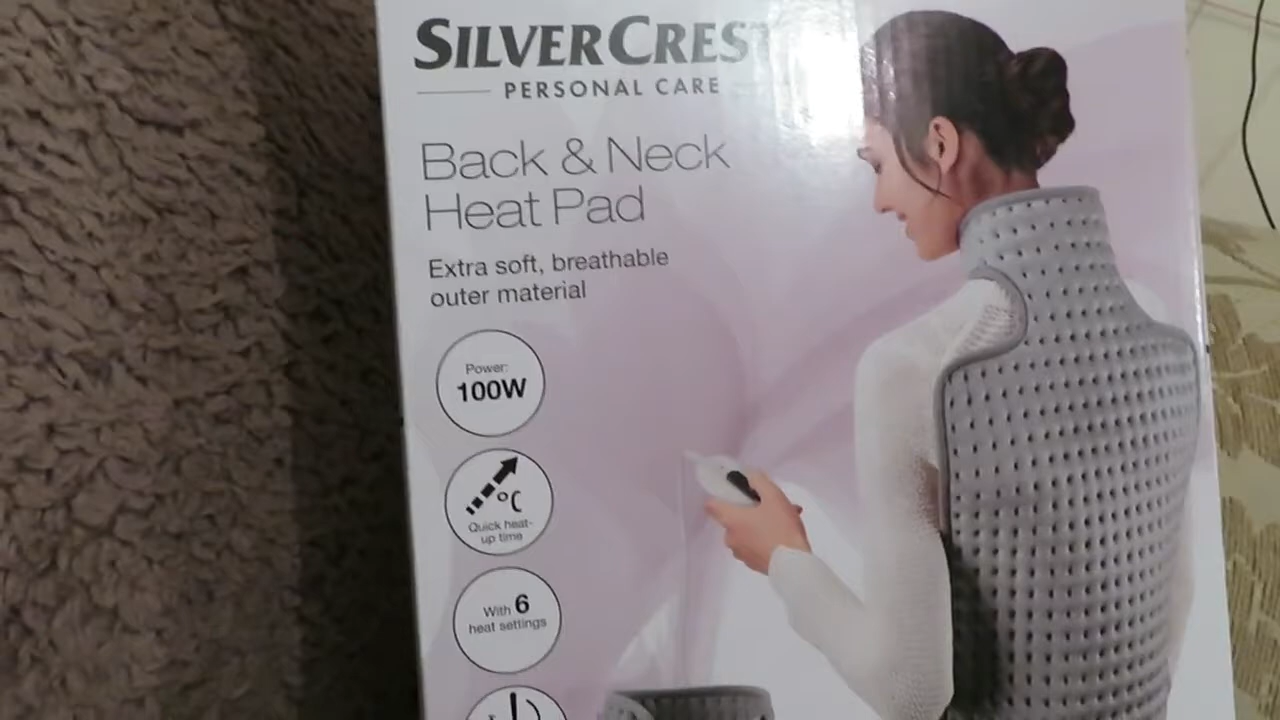 SILVERCREST
PERSONAL CARE
Back & Neck
Heat Pad
Extra soft, breathable
outer material
Power:
100W
°C
Quick heat-
up time
With 6
heat settings